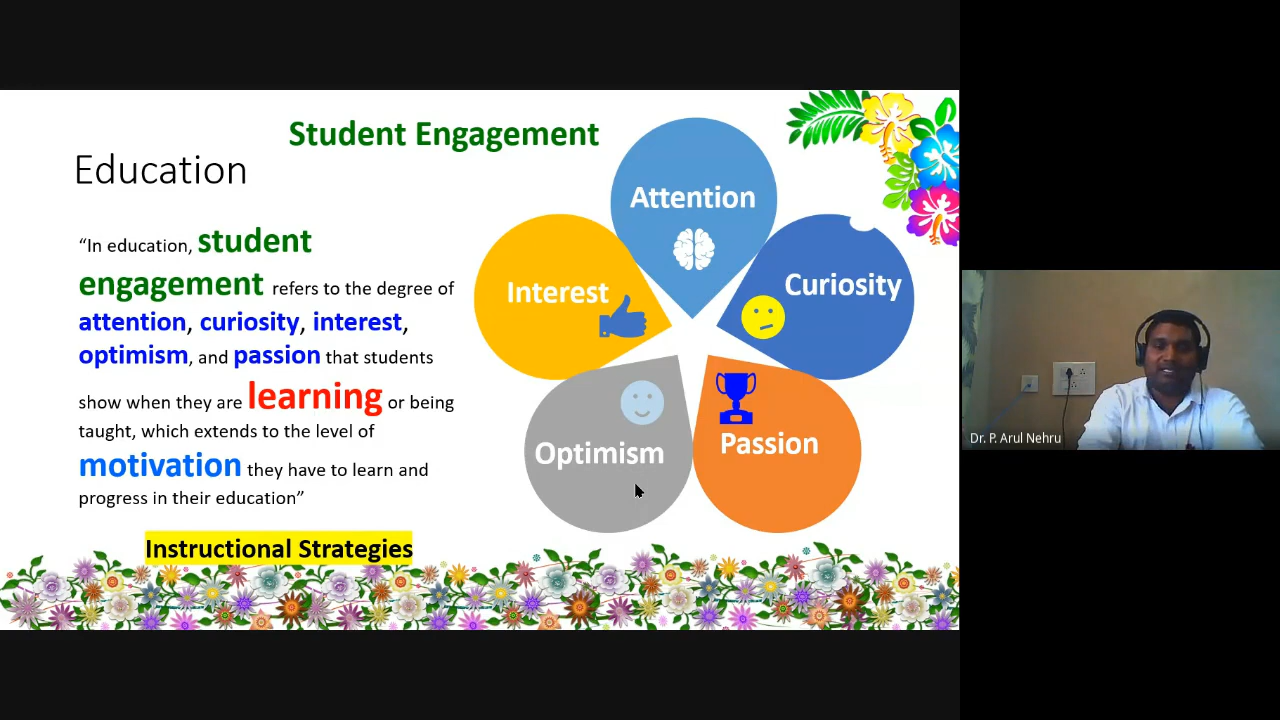 Student Engagement
Education
“In education, student
engagement refers to the degree of
attention, curiosity, interest,
optimism, and passion that students
show when they are learning or being
taught, which extends to the level of
motivation they have to learn and
progress in their education”
Instructional Strategies
Attention
Interest
Curiosity
Optimism
Passion
Dr. P. Arul Nehru